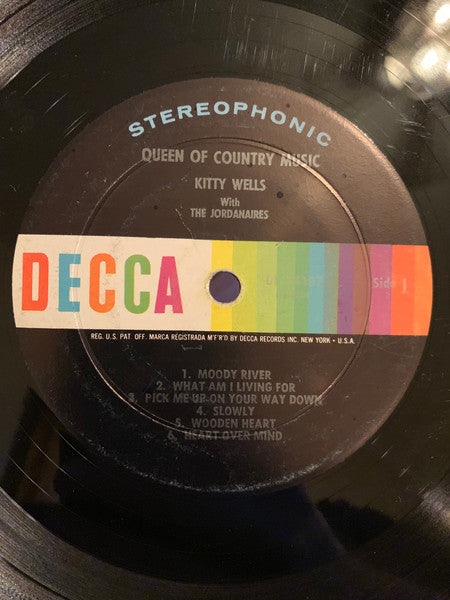 STEREOPHONIC
QUEEN OF COUNTRY MUSIC
KITTY WELLS
With
THE JORDANAIRES
DECCA
Side 1
REG. U.S. PAT. OFF. MARCA REGISTRADA M'F'R'D BY DECCA RECORDS INC. NEW YORK • U.S.A.
1. MOODY RIVER
2. WHAT AM I LIVING FOR
3. PICK ME UP ON YOUR WAY DOWN
4. SLOWLY
5. WOODEN HEART
6. HEART OVER MIND